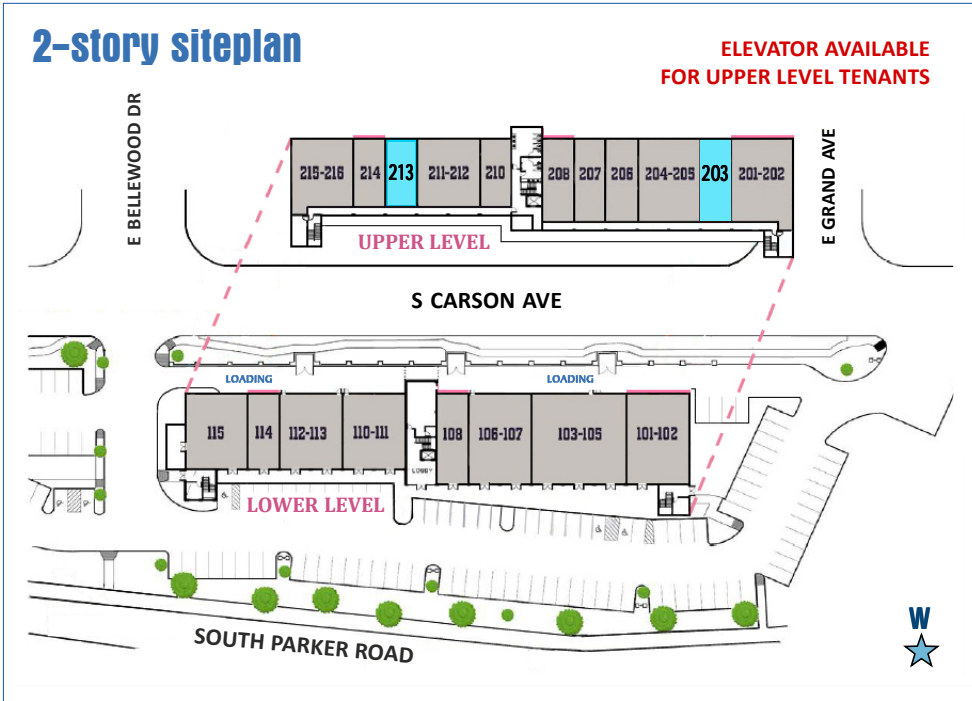 2-story siteplan
ELEVATOR AVAILABLE
FOR UPPER LEVEL TENANTS
E BELLEWOOD DR
215-216
214
213
211-212
210
208
207
206
204-205
203
201-202
E GRAND AVE
UPPER LEVEL
S CARSON AVE
LOADING
LOADING
115
114
112-113
110-111
108
106-107
103-105
101-102
LOBBY
LOWER LEVEL
SOUTH PARKER ROAD
W